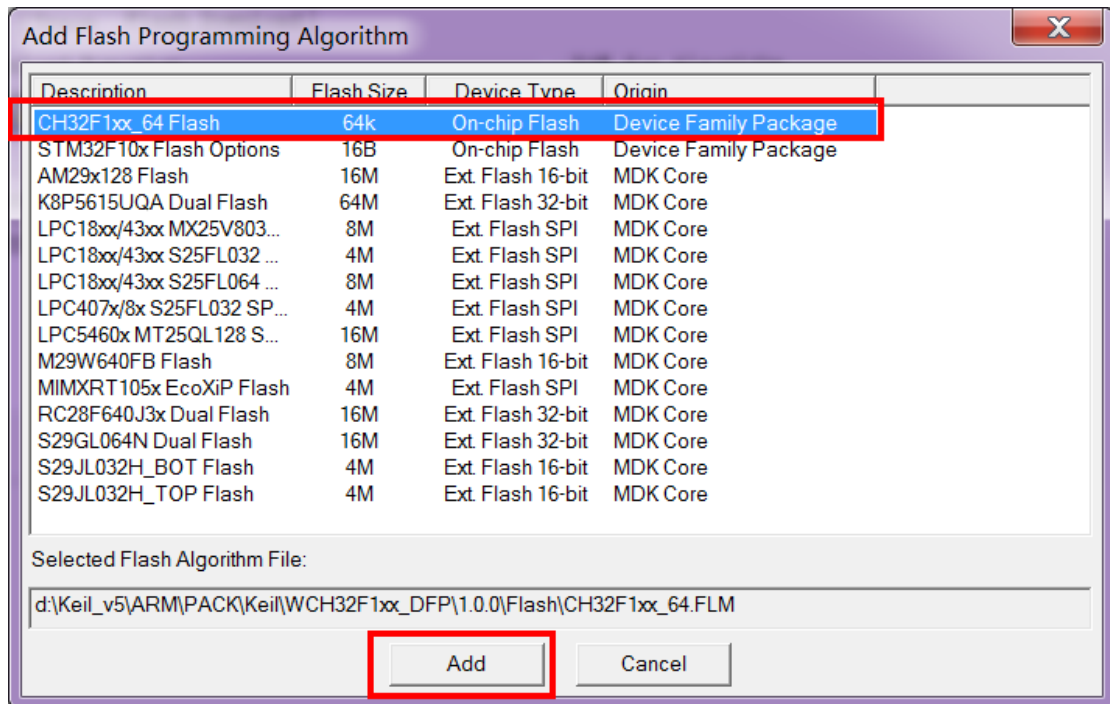 Add Flash Programming Algorithm
X
Description Flash Size Device Type Origin
CH32F1xx_64 Flash 64k On-chip Flash Device Family Package
STM32F10x Flash Options 16B On-chip Flash Device Family Package
AM29x128 Flash 16M Ext. Flash 16-bit MDK Core
K8P5615UQA Dual Flash 64M Ext. Flash 32-bit MDK Core
LPC18xx/43xx MX25V803... 8M Ext. Flash SPI MDK Core
LPC18xx/43xx S25FL032 ... 4M Ext. Flash SPI MDK Core
LPC18xx/43xx S25FL064 ... 8M Ext. Flash SPI MDK Core
LPC407x/8x S25FL032 SP... 4M Ext. Flash SPI MDK Core
LPC5460x MT25QL128 S... 16M Ext. Flash SPI MDK Core
M29W640FB Flash 8M Ext. Flash 16-bit MDK Core
MIMXRT105x EcoXiP Flash 4M Ext. Flash SPI MDK Core
RC28F640J3x Dual Flash 16M Ext. Flash 32-bit MDK Core
S29GL064N Dual Flash 16M Ext. Flash 32-bit MDK Core
S29JL032H_BOT Flash 4M Ext. Flash 16-bit MDK Core
S29JL032H_TOP Flash 4M Ext. Flash 16-bit MDK Core
Selected Flash Algorithm File:
d:\Keil_v5\ARM\PACK\Keil\WCH32F1xx_DFP\1.0.0\Flash\CH32F1xx_64.FLM
Add Cancel